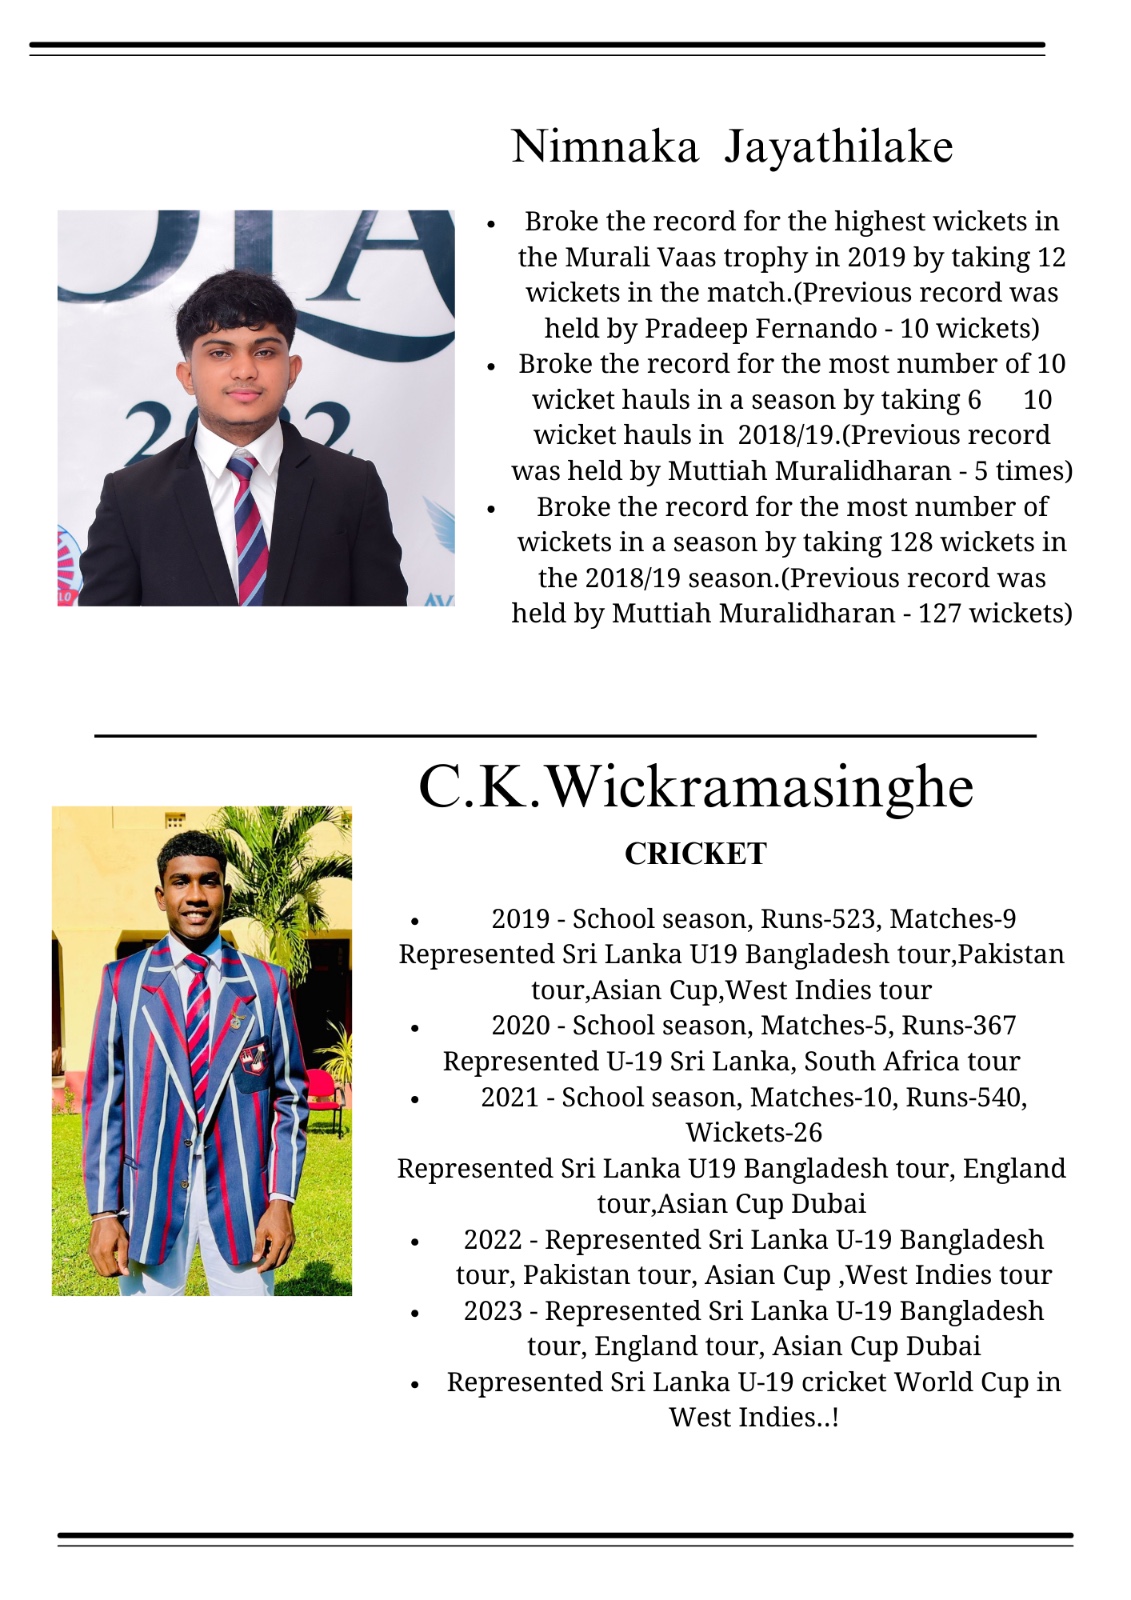 Nimnaka Jayathilake
• Broke the record for the highest wickets in
the Murali Vaas trophy in 2019 by taking 12
wickets in the match.(Previous record was
held by Pradeep Fernando - 10 wickets)
• Broke the record for the most number of 10
wicket hauls in a season by taking 6 10
wicket hauls in 2018/19.(Previous record
was held by Muttiah Muralidharan - 5 times)
• Broke the record for the most number of
wickets in a season by taking 128 wickets in
the 2018/19 season.(Previous record was
held by Muttiah Muralidharan - 127 wickets)
C.K.Wickramasinghe
CRICKET
• 2019 - School season, Runs-523, Matches-9
Represented Sri Lanka U19 Bangladesh tour,Pakistan
tour,Asian Cup,West Indies tour
• 2020 - School season, Matches-5, Runs-367
Represented U-19 Sri Lanka, South Africa tour
• 2021 - School season, Matches-10, Runs-540,
Wickets-26
Represented Sri Lanka U19 Bangladesh tour, England
tour,Asian Cup Dubai
• 2022 - Represented Sri Lanka U-19 Bangladesh
tour, Pakistan tour, Asian Cup ,West Indies tour
• 2023 - Represented Sri Lanka U-19 Bangladesh
tour, England tour, Asian Cup Dubai
• Represented Sri Lanka U-19 cricket World Cup in
West Indies..!